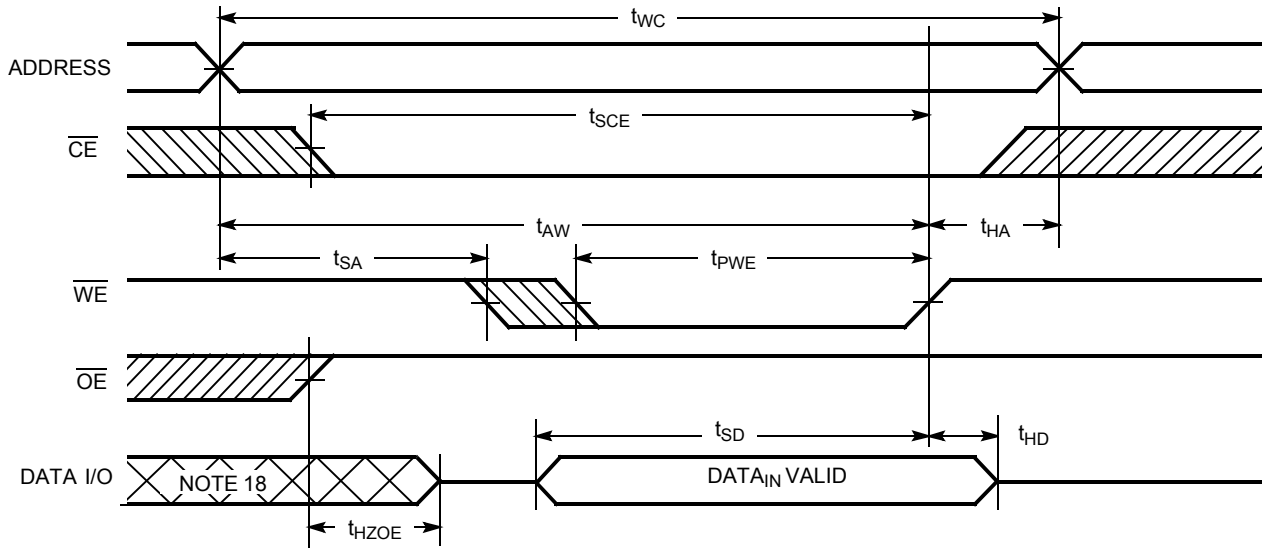 tWC
ADDRESS
tSCE
CE
tAW
tHA
tSA
tPWE
WE
OE
tSD
tHD
DATA I/O
NOTE 18
DATAIN VALID
tHZOE